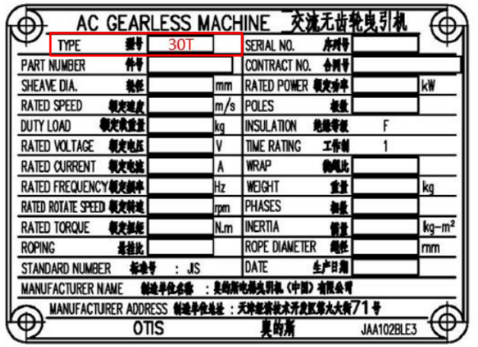 AC GEARLESS MACHINE 交流无齿轮曳引机
TYPE 型号 30T SERIAL NO. 序列号
PART NUMBER 件号 CONTRACT NO. 合同号
SHEAVE DIA. 轮径 mm RATED POWER 额定功率 kW
RATED SPEED 额定速度 m/s POLES 极数
DUTY LOAD 额定载重量 kg INSULATION 绝缘等级 F
RATED VOLTAGE 额定电压 V TIME RATING 工作制 1
RATED CURRENT 额定电流 A WRAP 绕绳比
RATED FREQUENCY 额定频率 Hz WEIGHT 重量 kg
RATED ROTATE SPEED 额定转速 rpm PHASES 相数
RATED TORQUE 额定扭矩 N.m INERTIA 惯量 kg-m²
ROPING 悬挂比 ROPE DIAMETER 绳径 mm
STANDARD NUMBER 标准号 : JIS DATE 生产日期
MANUFACTURER NAME 制造单位名称 : 奥的斯电梯曳引机（中国）有限公司
MANUFACTURER ADDRESS 制造单位地址 : 天津经济技术开发区第九大街71号
OTIS 奥的斯 JAA102BLE3